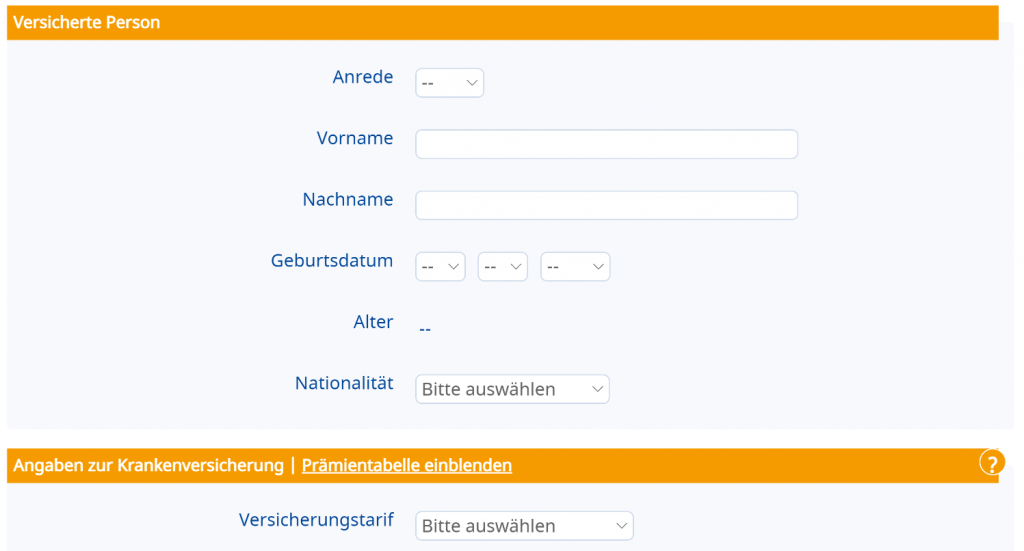 Versicherte Person
Anrede --
Vorname
Nachname
Geburtsdatum -- -- --
Alter --
Nationalität Bitte auswählen
Angaben zur Krankenversicherung | Prämientabelle einblenden ?
Versicherungstarif Bitte auswählen